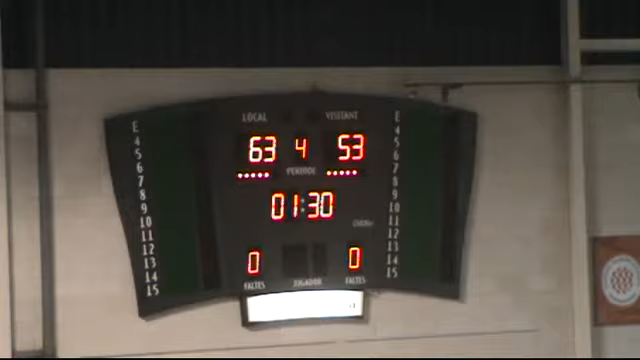 LOCAL VISITANT
E E
63 4 53
4 4
5 5
PERIODE
6 6
7 7
8 8
01:30
9 9
10 10
11 11
12 12
13 13
0 0
14 14
15 15
FALTES JUGADOR FALTES